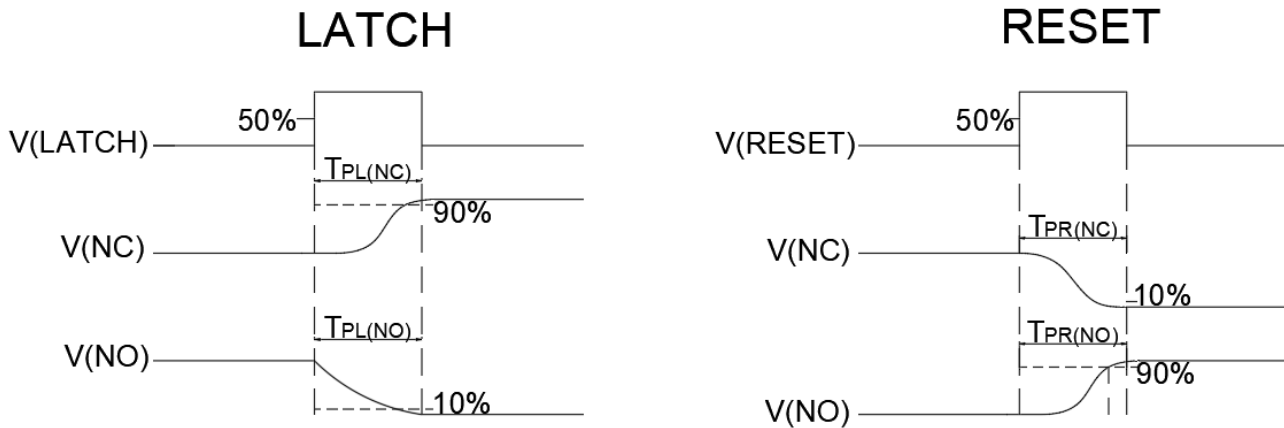 LATCH
50%
V(LATCH)
TPL(NC)
90%
V(NC)
TPL(NO)
V(NO)
10%
RESET
50%
V(RESET)
TPR(NC)
V(NC)
10%
TPR(NO)
90%
V(NO)